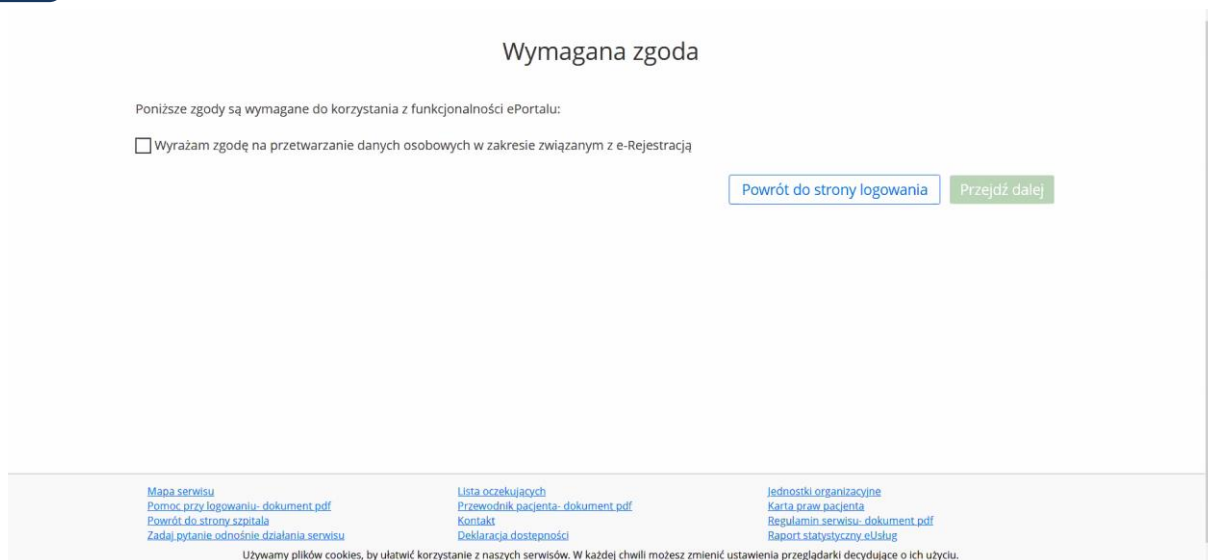 Wymagana zgoda
Poniższe zgody są wymagane do korzystania z funkcjonalności ePortalu:
Wyrażam zgodę na przetwarzanie danych osobowych w zakresie związanym z e-Rejestracją
Powrót do strony logowania Przejdź dalej
Mapa serwisu Lista oczekujących Jednostki organizacyjne
Pomoc przy logowaniu- dokument pdf Przewodnik pacjenta- dokument pdf Karta praw pacjenta
Powrót do strony szpitala Kontakt Regulamin serwisu- dokument pdf
Zadaj pytanie odnośnie działania serwisu Deklaracja dostępności Raport statystyczny eUsług
Używamy plików cookies, by ułatwić korzystanie z naszych serwisów. W każdej chwili możesz zmienić ustawienia przeglądarki decydujące o ich użyciu.